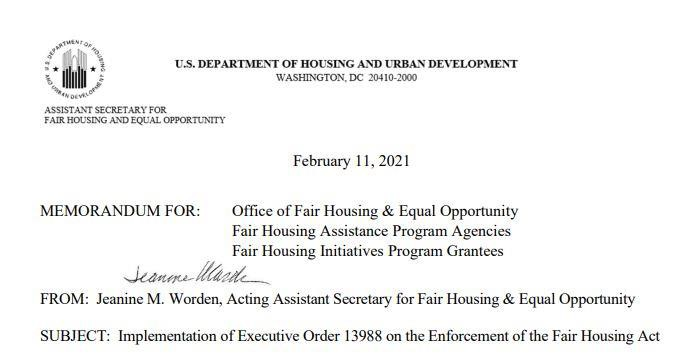 U.S. DEPARTMENT OF HOUSING AND URBAN DEVELOPMENT
WASHINGTON, DC 20410-2000
U.S. DEPARTMENT OF HOUSING AND URBAN DEVELOPMENT
ASSISTANT SECRETARY FOR
FAIR HOUSING AND EQUAL OPPORTUNITY
February 11, 2021
MEMORANDUM FOR: Office of Fair Housing & Equal Opportunity
Fair Housing Assistance Program Agencies
Fair Housing Initiatives Program Grantees
Jeanine
FROM: Jeanine M. Worden, Acting Assistant Secretary for Fair Housing & Equal Opportunity
SUBJECT: Implementation of Executive Order 13988 on the Enforcement of the Fair Housing Act